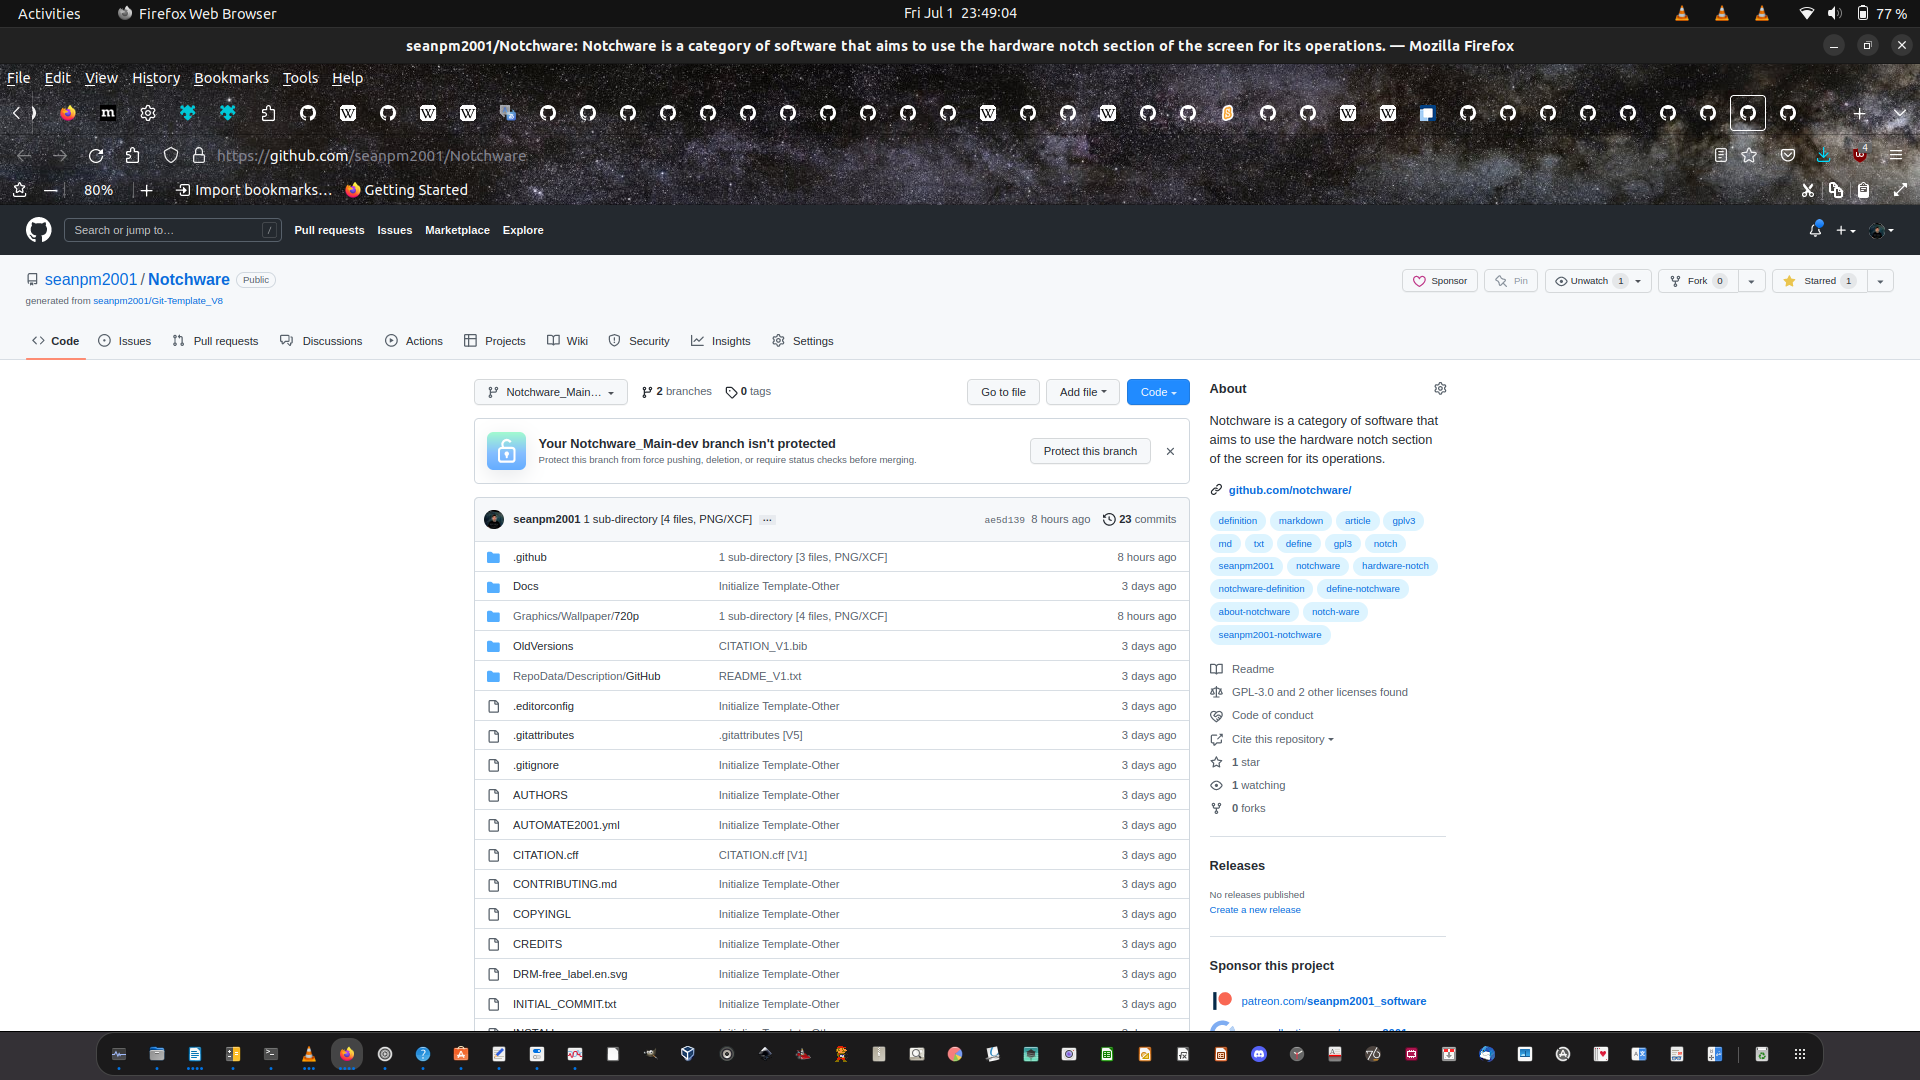 Activities
Firefox Web Browser
Fri Jul 1 23:49:04
77 %
seanpm2001/Notchware: Notchware is a category of software that aims to use the hardware notch section of the screen for its operations. — Mozilla Firefox
File Edit View History Bookmarks Tools Help
https://github.com/seanpm2001/Notchware
4
80%
Import bookmarks…
Getting Started
Search or jump to…
/
Pull requests Issues Marketplace Explore
seanpm2001 / Notchware
Public
Sponsor
Pin
Unwatch 1
Fork 0
Starred 1
generated from seanpm2001/Git-Template_V8
Code
Issues
Pull requests
Discussions
Actions
Projects
Wiki
Security
Insights
Settings
Notchware_Main…
2 branches
0 tags
Go to file
Add file
Code
Your Notchware_Main-dev branch isn't protected
Protect this branch from force pushing, deletion, or require status checks before merging.
Protect this branch
seanpm2001 1 sub-directory [4 files, PNG/XCF] …
ae5d139 8 hours ago
23 commits
.github 1 sub-directory [3 files, PNG/XCF] 8 hours ago
Docs Initialize Template-Other 3 days ago
Graphics/Wallpaper/720p 1 sub-directory [4 files, PNG/XCF] 8 hours ago
OldVersions CITATION_V1.bib 3 days ago
RepoData/Description/GitHub README_V1.txt 3 days ago
.editorconfig Initialize Template-Other 3 days ago
.gitattributes .gitattributes [V5] 3 days ago
.gitignore Initialize Template-Other 3 days ago
AUTHORS Initialize Template-Other 3 days ago
AUTOMATE2001.yml Initialize Template-Other 3 days ago
CITATION.cff CITATION.cff [V1] 3 days ago
CONTRIBUTING.md Initialize Template-Other 3 days ago
COPYINGL Initialize Template-Other 3 days ago
CREDITS Initialize Template-Other 3 days ago
DRM-free_label.en.svg Initialize Template-Other 3 days ago
INITIAL_COMMIT.txt Initialize Template-Other 3 days ago
About
Notchware is a category of software that
aims to use the hardware notch section
of the screen for its operations.
github.com/notchware/
definition markdown article gplv3
md txt define gpl3 notch
seanpm2001 notchware hardware-notch
notchware-definition define-notchware
about-notchware notch-ware
seanpm2001-notchware
Readme
GPL-3.0 and 2 other licenses found
Code of conduct
Cite this repository
1 star
1 watching
0 forks
Releases
No releases published
Create a new release
Sponsor this project
patreon.com/seanpm2001_software